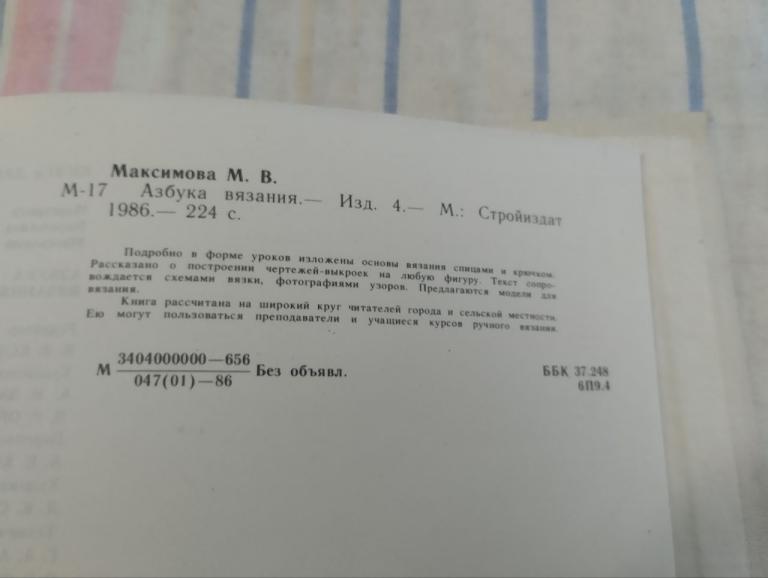 Максимова М. В.
М-17 Азбука вязания.— Изд. 4.— М.: Стройиздат
1986.— 224 с.
Подробно в форме уроков изложены основы вязания спицами и крючком.
Рассказано о построении чертежей-выкроек на любую фигуру. Текст сопро-
вождается схемами вязки, фотографиями узоров. Предлагаются модели для
вязания.
Книга рассчитана на широкий круг читателей города и сельской местности.
Ею могут пользоваться преподаватели и учащиеся курсов ручного вязания.
3404000000—656
М Без объявл.
047(01)—86
ББК 37.248
6П9.4